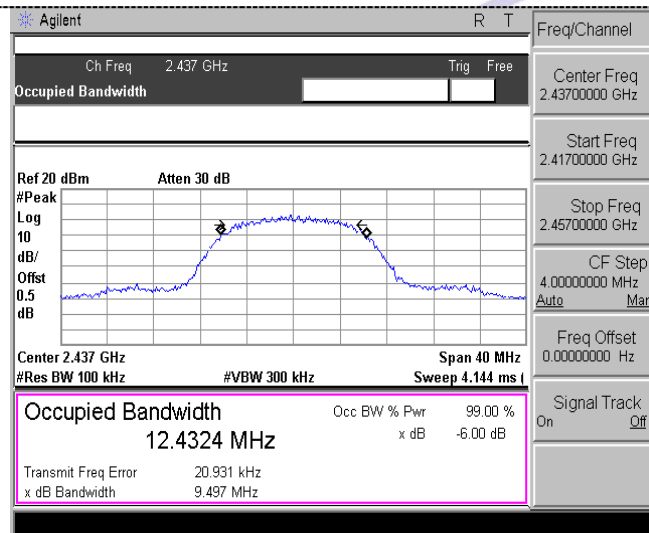 Agilent R T
Ch Freq 2.437 GHz Trig Free
Occupied Bandwidth
Ref 20 dBm Atten 30 dB
#Peak
Log
10
dB/
Offst
0.5
dB
Center 2.437 GHz Span 40 MHz
#Res BW 100 kHz #VBW 300 kHz Sweep 4.144 ms (
Occupied Bandwidth Occ BW % Pwr 99.00 %
12.4324 MHz x dB -6.00 dB
Transmit Freq Error 20.931 kHz
x dB Bandwidth 9.497 MHz
Freq/Channel
Center Freq
2.43700000 GHz
Start Freq
2.41700000 GHz
Stop Freq
2.45700000 GHz
CF Step
4.00000000 MHz
Auto Mar
Freq Offset
0.00000000 Hz
Signal Track
On Off